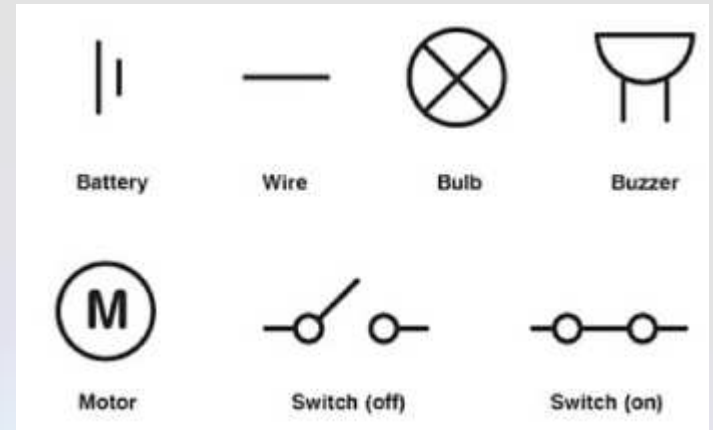 Battery
Wire
Bulb
Buzzer
M
Motor
Switch (off)
Switch (on)